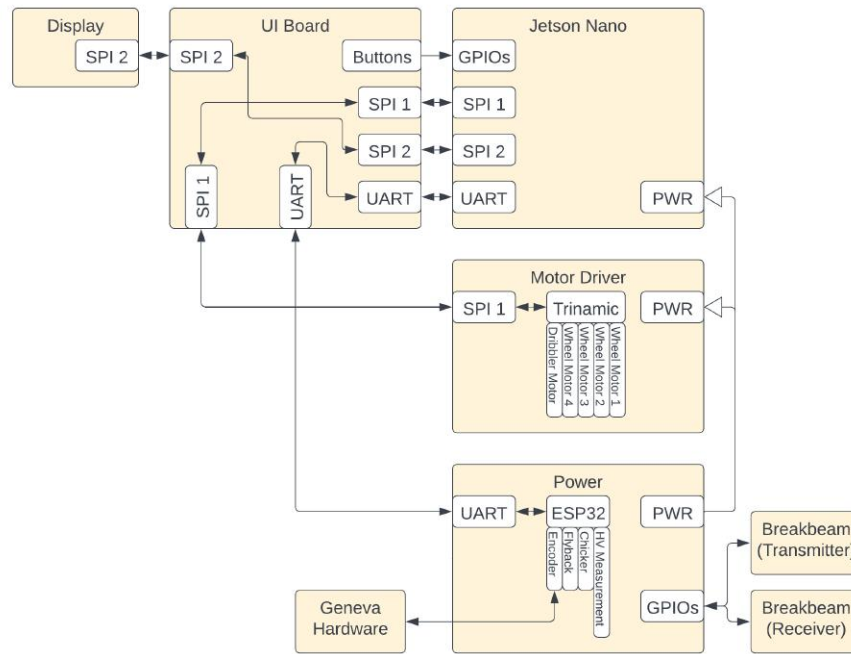 Display
SPI 2
UI Board
SPI 2
Buttons
SPI 1
SPI 2
UART
SPI 1
UART
Jetson Nano
GPIOs
SPI 1
SPI 2
UART
PWR
Motor Driver
SPI 1
Trinamic
PWR
Dribbler Motor
Wheel Motor 4
Wheel Motor 3
Wheel Motor 2
Wheel Motor 1
Power
UART
ESP32
PWR
Encoder
Flyback
Chicker
HV Measurement
GPIOs
Geneva
Hardware
Breakbeam
(Transmitter)
Breakbeam
(Receiver)